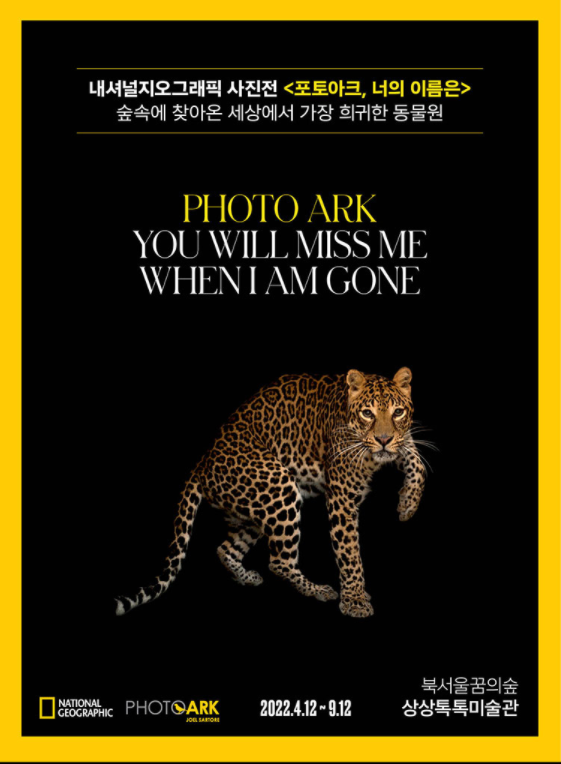 내셔널지오그래픽 사진전 <포토아크, 너의 이름은>
숲속에 찾아온 세상에서 가장 희귀한 동물원
PHOTO ARK
YOU WILL MISS ME
WHEN I AM GONE
북서울꿈의숲
상상톡톡미술관
NATIONAL
GEOGRAPHIC
PHOTO ARK
JOEL SARTORE
2022.4.12 ~ 9.12